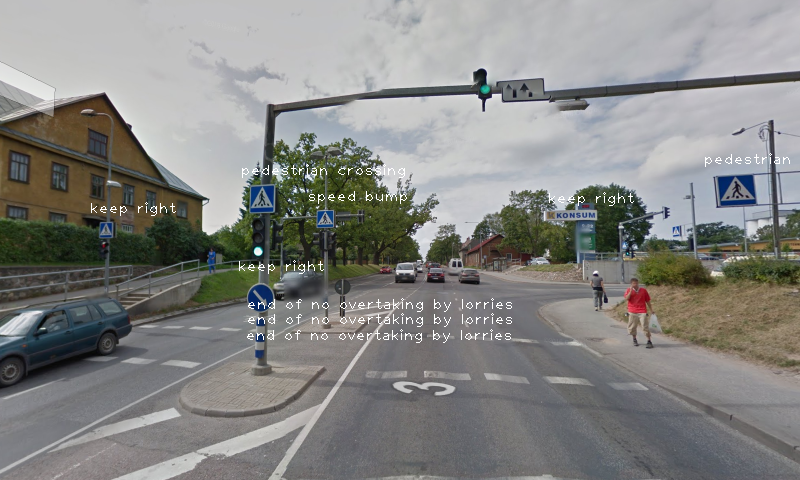 pedestrian crossing
pedestrian
speed bump
keep right
keep right
KONSUM
keep right
end of no overtaking by lorries
end of no overtaking by lorries
end of no overtaking by lorries
3